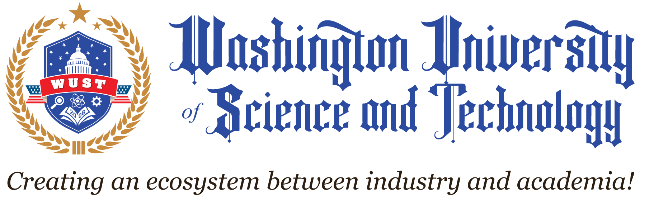 WUST
Washington University
of Science and Technology
Creating an ecosystem between industry and academia!